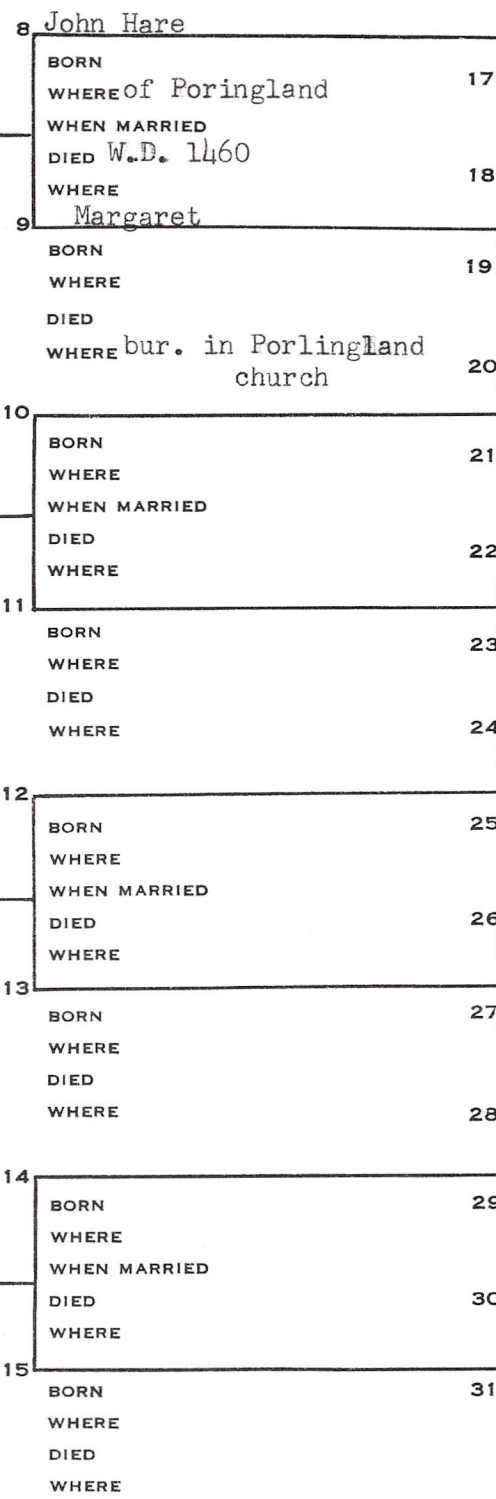 8 John Hare
BORN
17
WHERE of Poringland
WHEN MARRIED
DIED W.D. 1460
18
WHERE
9 Margaret
BORN
19
WHERE
DIED
WHERE bur. in Porlingland
20
church
10
BORN
21
WHERE
WHEN MARRIED
DIED
22
WHERE
11
BORN
23
WHERE
DIED
WHERE
24
12
BORN
25
WHERE
WHEN MARRIED
DIED
26
WHERE
13
BORN
27
WHERE
DIED
WHERE
28
14
BORN
29
WHERE
WHEN MARRIED
DIED
30
WHERE
15
BORN
31
WHERE
DIED
WHERE